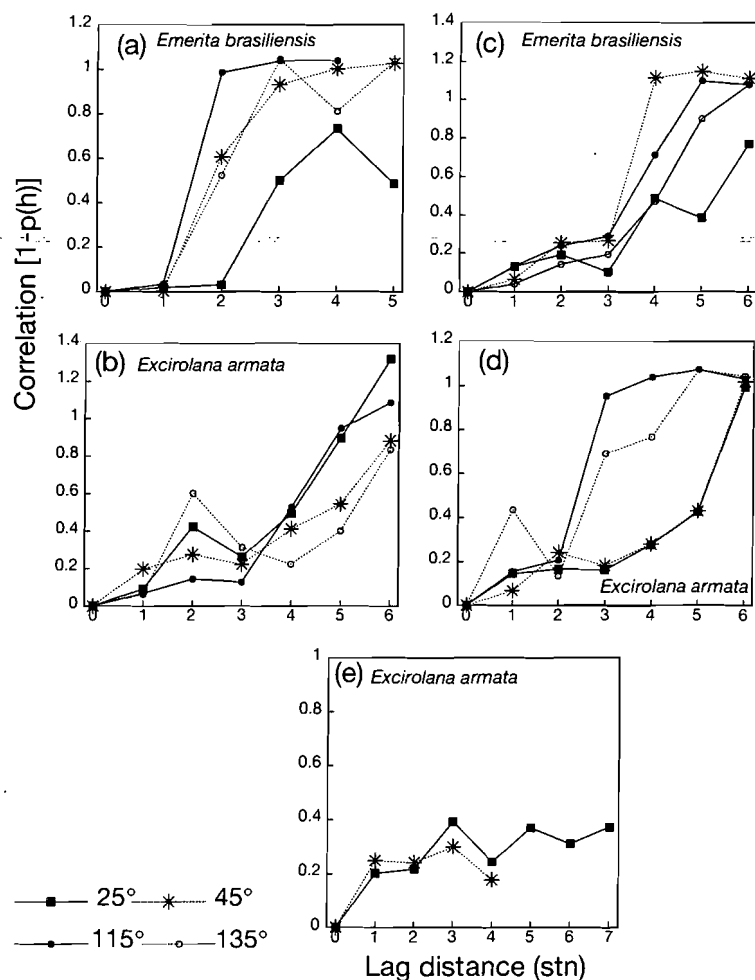 Correlation [1-p(h)]
(a) Emerita brasiliensis
1.2
1
0.8
0.6
0.4
0.2
0
0 1 2 3 4 5
(c) Emerita brasiliensis
1.2
1
0.8
0.6
0.4
0.2
0
0 1 2 3 4 5 6
(b) Excirolana armata
1.4
1.2
1
0.8
0.6
0.4
0.2
0
0 1 2 3 4 5 6
(d)
1.2
1
0.8
0.6
0.4
0.2
0
Excirolana armata
0 1 2 3 4 5 6
(e) Excirolana armata
1
0.8
0.6
0.4
0.2
0
0 1 2 3 4 5 6 7
Lag distance (stn)
25° 45°
115° 135°